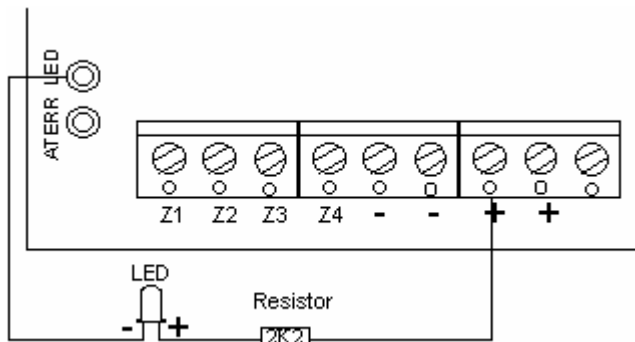 LED
ATERR
Z1 Z2 Z3 Z4 - - + +
LED
Resistor
- +
2K2